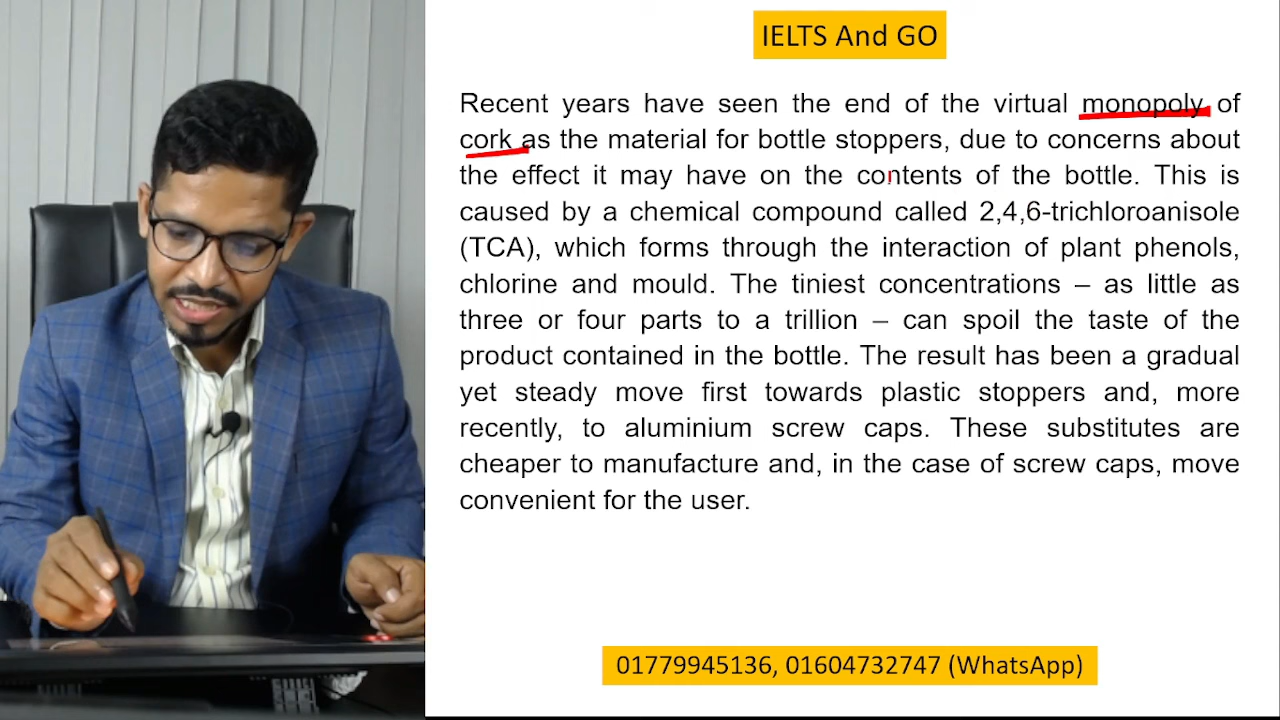 IELTS And GO
Recent years have seen the end of the virtual monopoly of
cork as the material for bottle stoppers, due to concerns about
the effect it may have on the contents of the bottle. This is
caused by a chemical compound called 2,4,6-trichloroanisole
(TCA), which forms through the interaction of plant phenols,
chlorine and mould. The tiniest concentrations – as little as
three or four parts to a trillion – can spoil the taste of the
product contained in the bottle. The result has been a gradual
yet steady move first towards plastic stoppers and, more
recently, to aluminium screw caps. These substitutes are
cheaper to manufacture and, in the case of screw caps, move
convenient for the user.
01779945136, 01604732747 (WhatsApp)